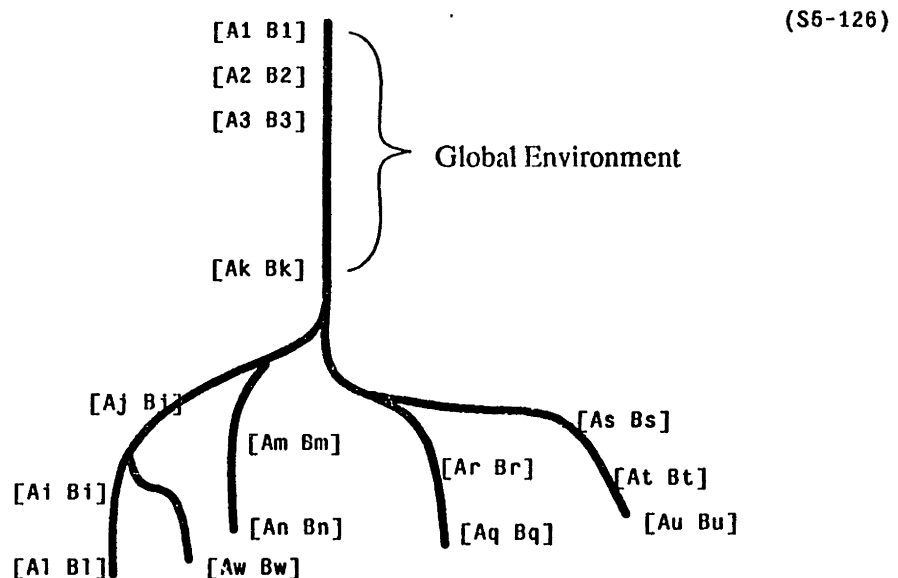 (S5-126)
[A1 B1]
[A2 B2]
[A3 B3]
Global Environment
[Ak Bk]
[Aj Bj]
[As Bs]
[Am Bm]
[Ar Br]
[At Bt]
[Ai Bi]
[An Bn]
[Aq Bq]
[Au Bu]
[Al Bl]
[Aw Bw]